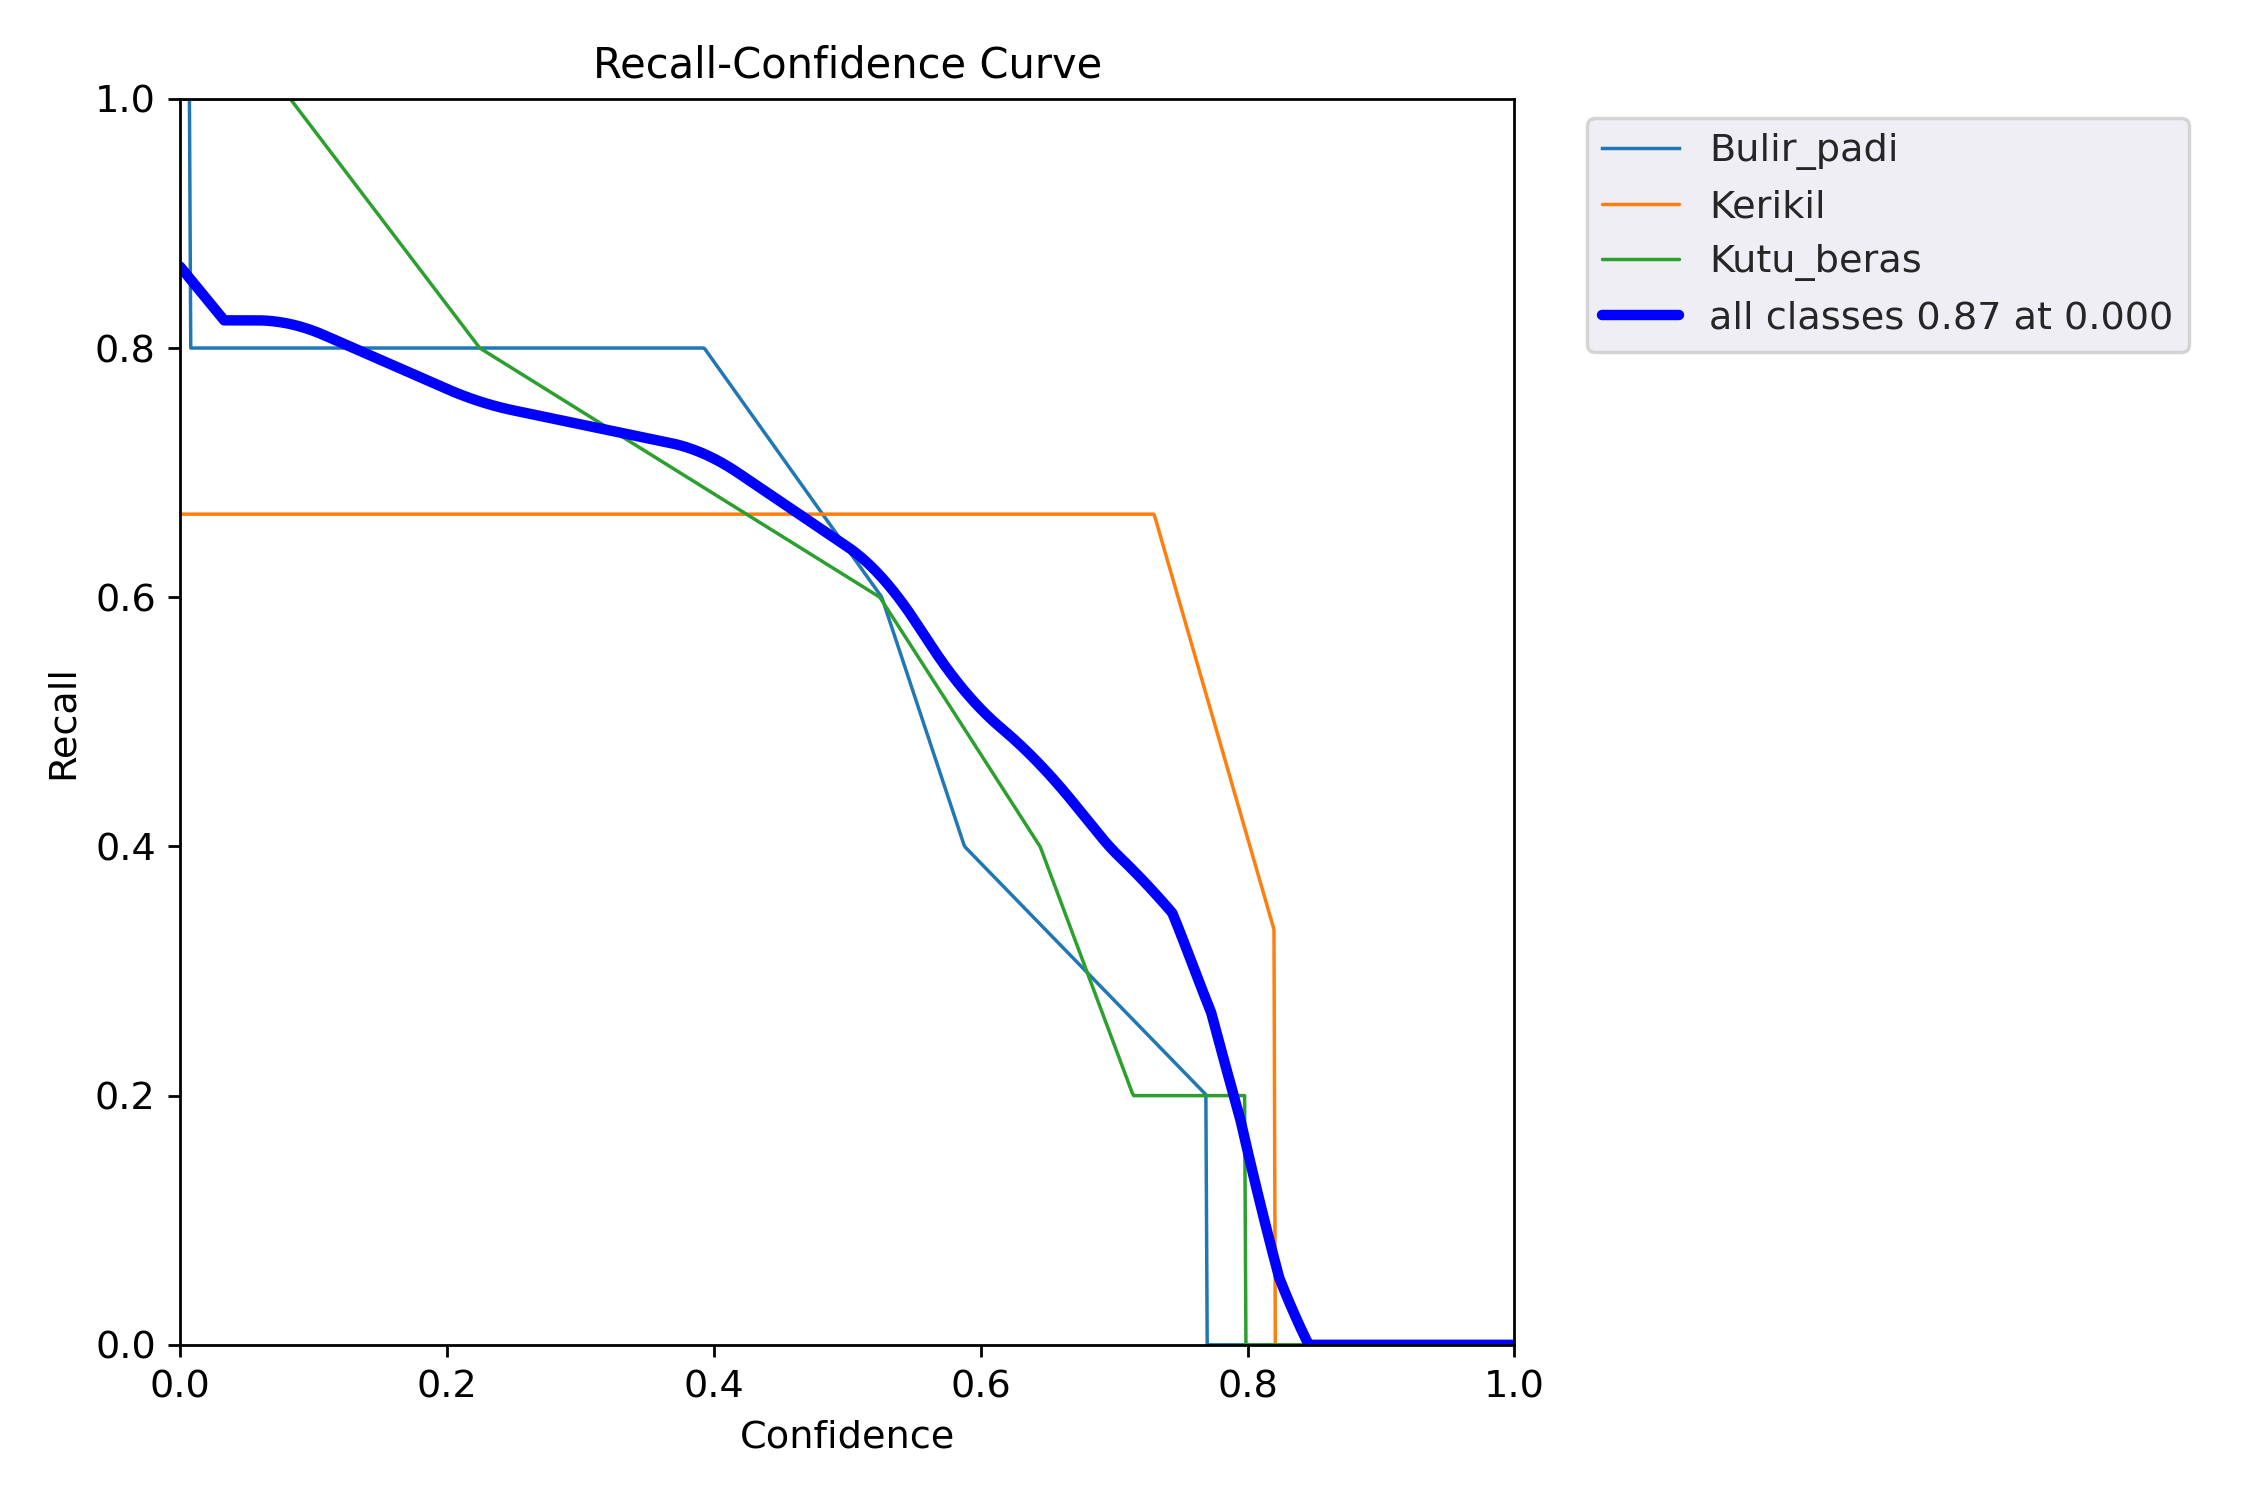 Recall-Confidence Curve
1.0
0.8
0.6
0.4
0.2
0.0
Recall
0.0 0.2 0.4 0.6 0.8 1.0
Confidence
Bulir_padi
Kerikil
Kutu_beras
all classes 0.87 at 0.000